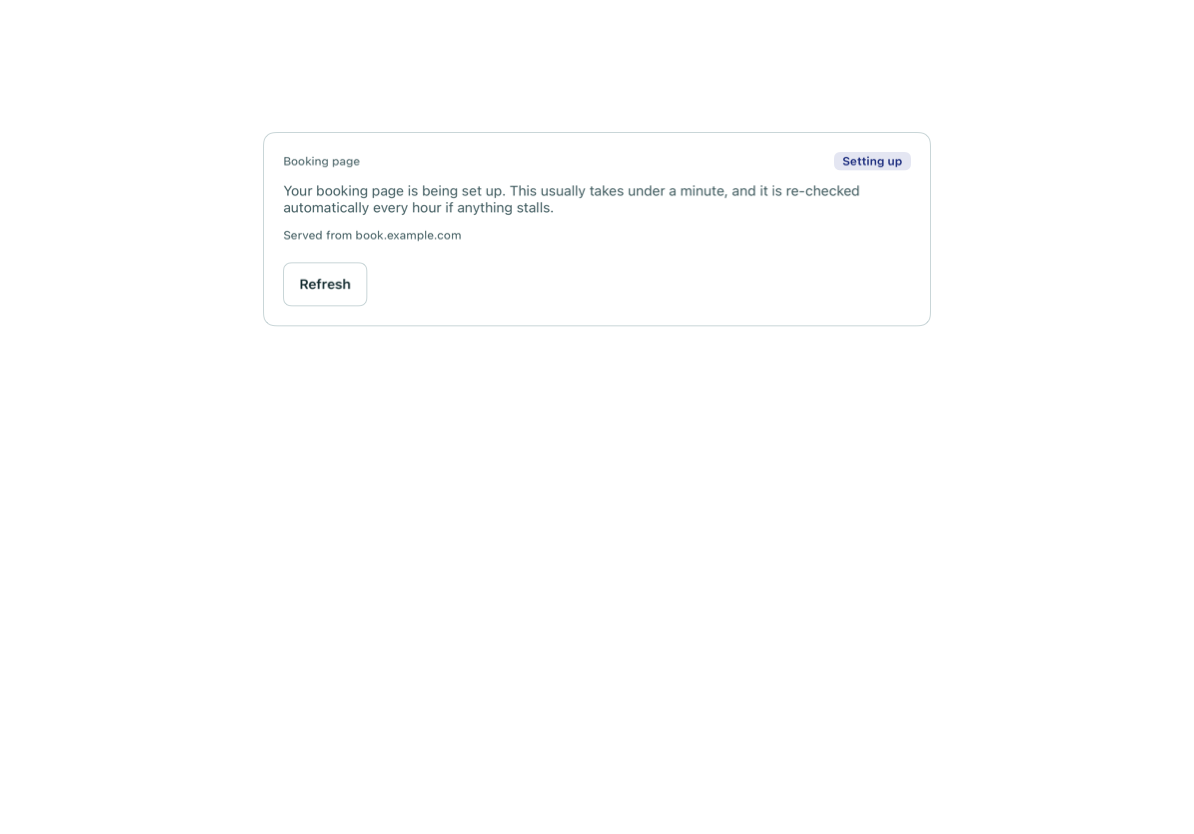 Booking page
Setting up
Your booking page is being set up. This usually takes under a minute, and it is re-checked
automatically every hour if anything stalls.
Served from book.example.com
Refresh